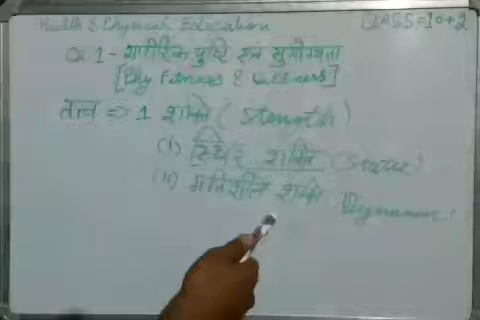 Health & Physical Education CLASS=10+2
Ch 1 - शारीरिक पुष्टि एवं सुयोग्यता
[Phy Fitness & Wellness]
तत्व => 1 शक्ति ( Strength )
(i) स्थिर शक्ति (Static)
(ii) गतिशील शक्ति